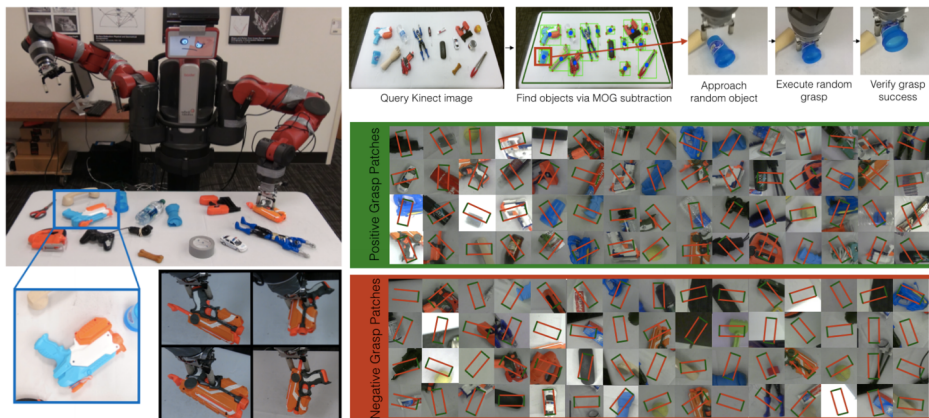 Query Kinect image
Find objects via MOG subtraction
Approach
random object
Execute random
grasp
Verify grasp
success
Positive Grasp Patches
Negative Grasp Patches